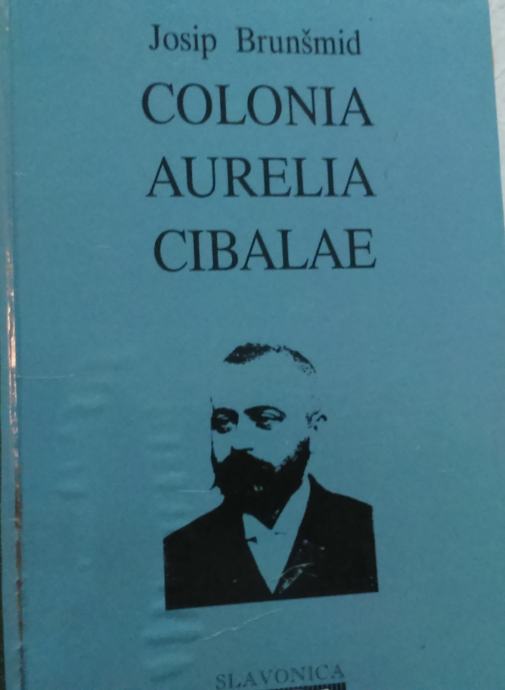 Josip Brunšmid
COLONIA
AURELIA
CIBALAE
SLAVONICA